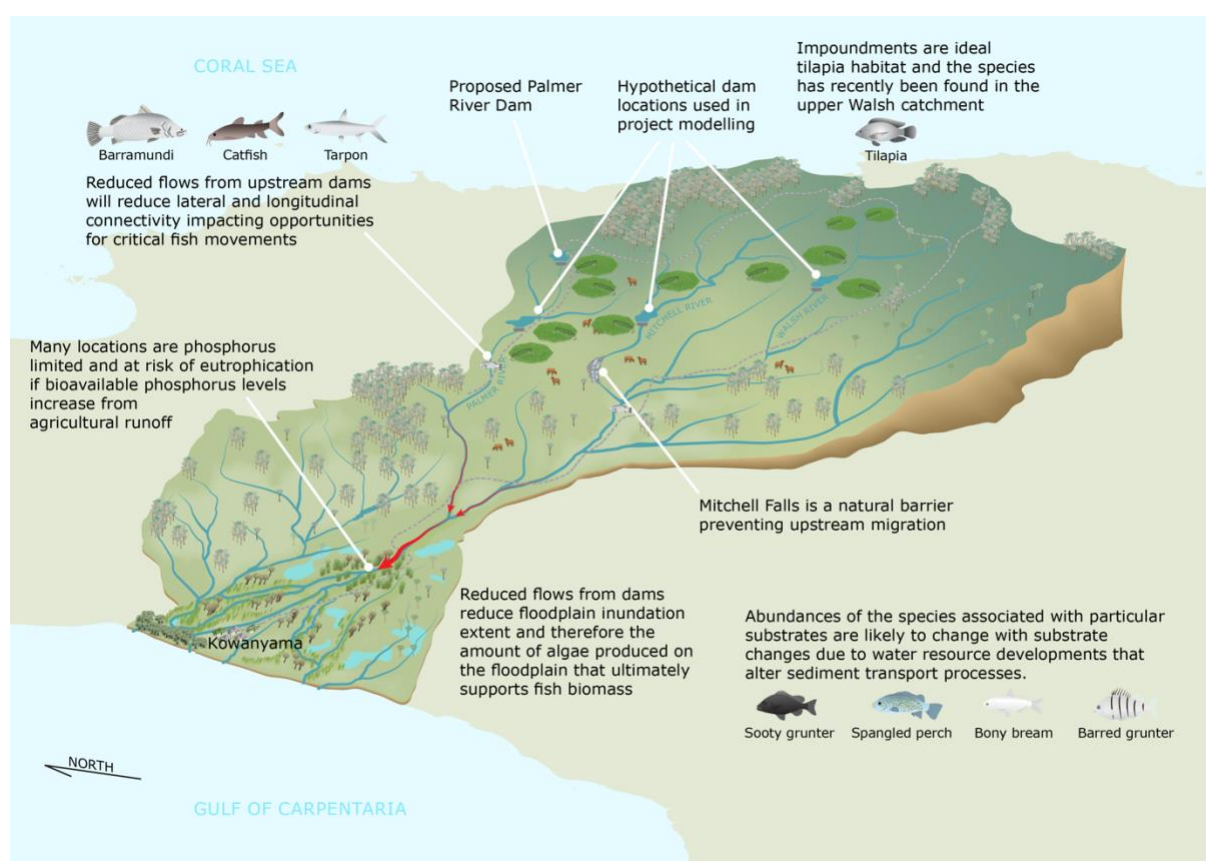 CORAL SEA
Barramundi
Catfish
Tarpon
Reduced flows from upstream dams
will reduce lateral and longitudinal
connectivity impacting opportunities
for critical fish movements
Proposed Palmer
River Dam
Hypothetical dam
locations used in
project modelling
Impoundments are ideal
tilapia habitat and the species
has recently been found in the
upper Walsh catchment
Tilapia
MITCHELL RIVER
WALSH RIVER
PALMER RIVER
Many locations are phosphorus
limited and at risk of eutrophication
if bioavailable phosphorus levels
increase from
agricultural runoff
Mitchell Falls is a natural barrier
preventing upstream migration
Kowanyama
Reduced flows from dams
reduce floodplain inundation
extent and therefore the
amount of algae produced on
the floodplain that ultimately
supports fish biomass
Abundances of the species associated with particular
substrates are likely to change with substrate
changes due to water resource developments that
alter sediment transport processes.
Sooty grunter
Spangled perch
Bony bream
Barred grunter
NORTH
GULF OF CARPENTARIA